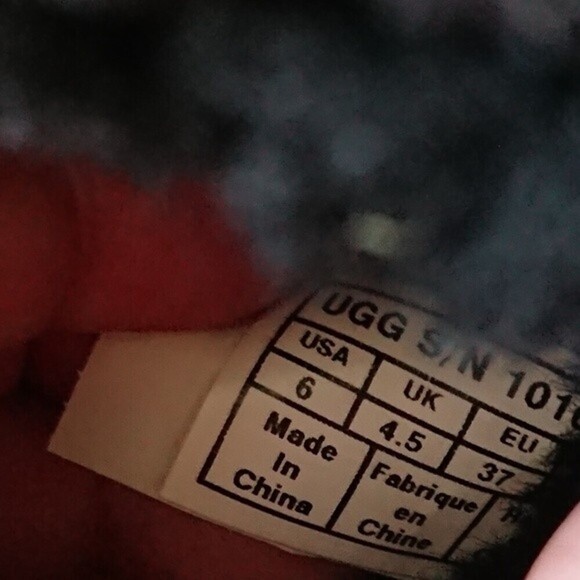 UGG S/N 101
USA UK EU
6 4.5 37
Made Fabrique
In en
China Chine